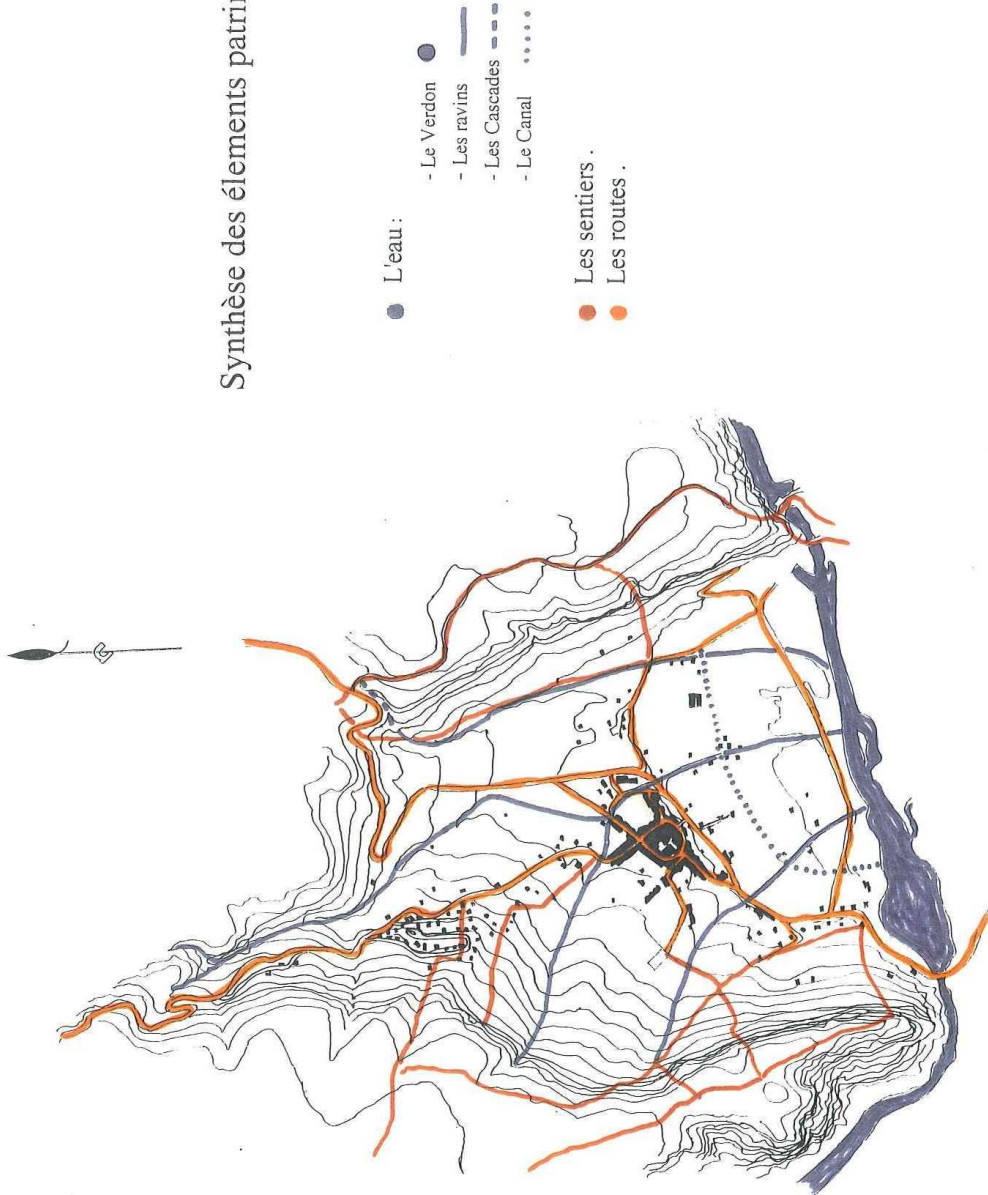 Synthèse des élements patri
L'eau :
- Le Verdon
- Les ravins
- Les Cascades
- Le Canal
Les sentiers .
Les routes .